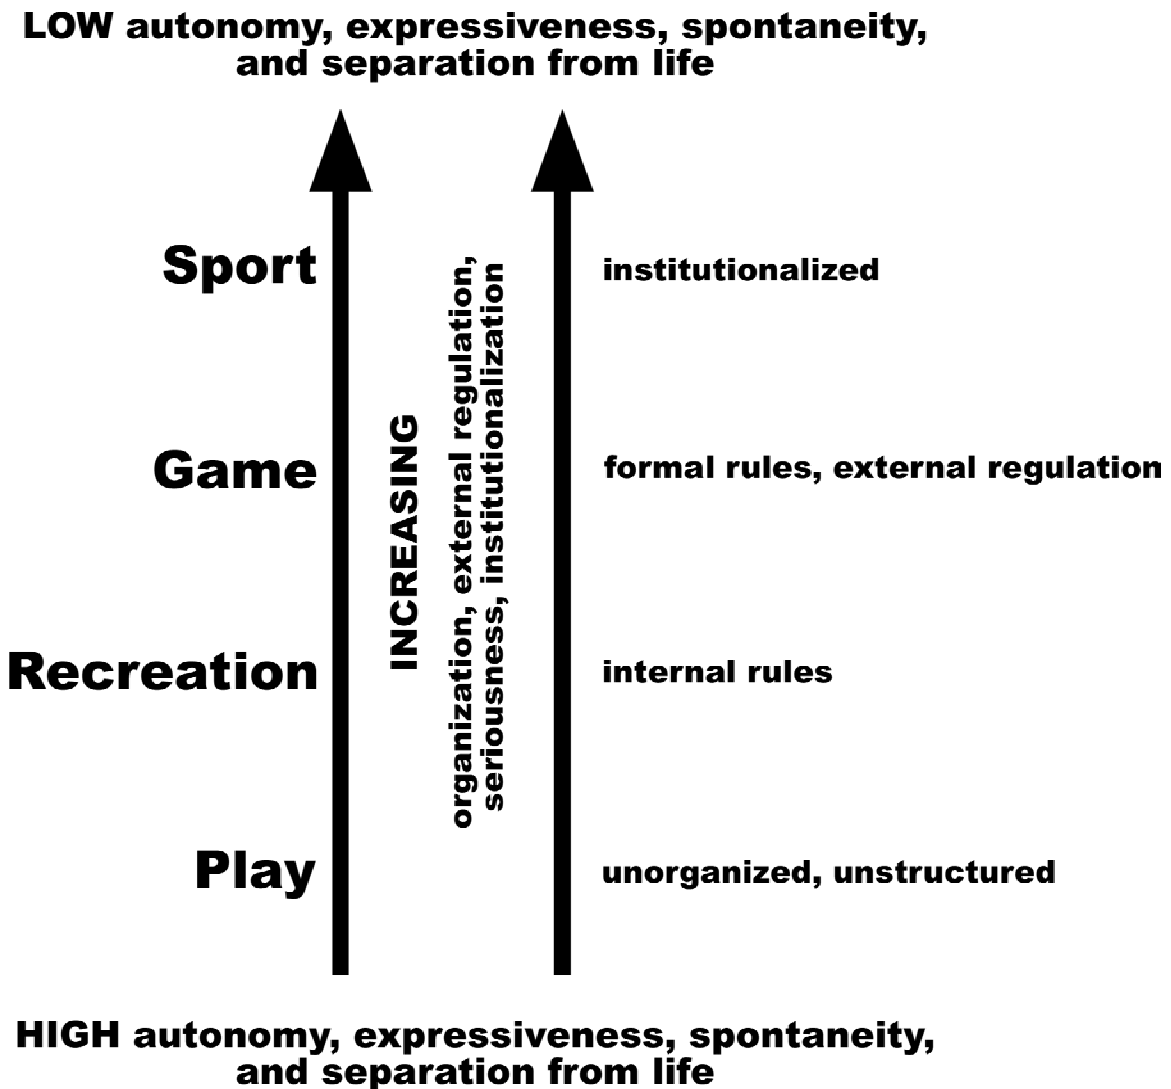 LOW autonomy, expressiveness, spontaneity,
and separation from life
Sport
institutionalized
Game
formal rules, external regulation
INCREASING
organization, external regulation,
seriousness, institutionalization
Recreation
internal rules
Play
unorganized, unstructured
HIGH autonomy, expressiveness, spontaneity,
and separation from life